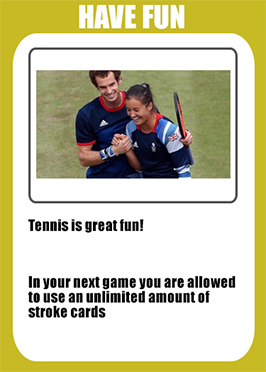 HAVE FUN
Tennis is great fun!
In your next game you are allowed
to use an unlimited amount of
stroke cards